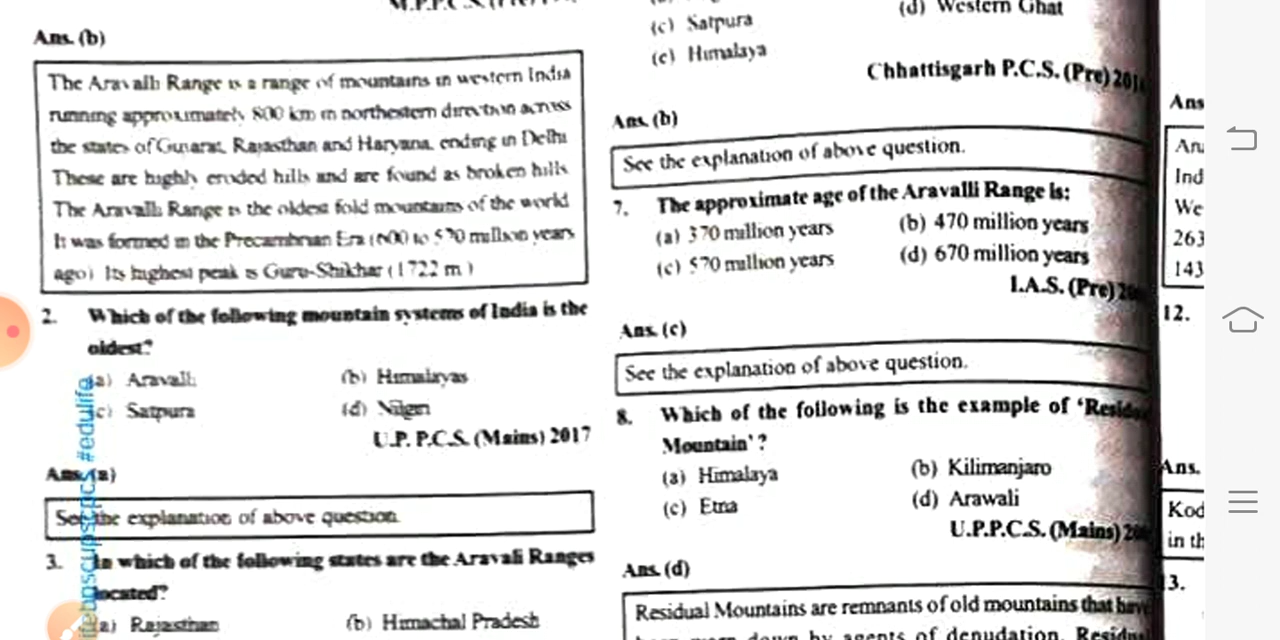 Ans. (b)
The Aravalli Range is a range of mountains in western India
running approximately 800 km in northestern direction across
the states of Gujarat, Rajasthan and Haryana, ending in Delhi
These are highly eroded hills and are found as broken hills
The Aravalli Range is the oldest fold mountains of the world
It was formed in the Precambrian Era (600 to 570 million years
ago) Its highest peak is Guru-Shikhar (1722 m)
2. Which of the following mountain systems of India is the
oldest?
(a) Aravalli (b) Himalayas
(c) Satpura (d) Nilgiri
U.P. P.C.S. (Mains) 2017
Ans. (a)
See the explanation of above question.
3. In which of the following states are the Aravali Ranges
located?
(a) Rajasthan (b) Himachal Pradesh
#edulife
(c) Satpura (d) Western Ghat
(e) Himalaya
Chhattisgarh P.C.S. (Pre)
Ans. (b)
See the explanation of above question.
7. The approximate age of the Aravalli Range is:
(a) 370 million years (b) 470 million years
(c) 570 million years (d) 670 million years
I.A.S. (Pre)
Ans. (c)
See the explanation of above question.
8. Which of the following is the example of
Mountain' ?
(a) Himalaya (b) Kilimanjaro
(c) Etna (d) Arawali
U.P.P.C.S. (Mains)
Ans. (d)
Residual Mountains are remnants of old mountains that have
by agents of denudation.
Ans
Ind
We
263
143
12.
Ans.
Kod
in th